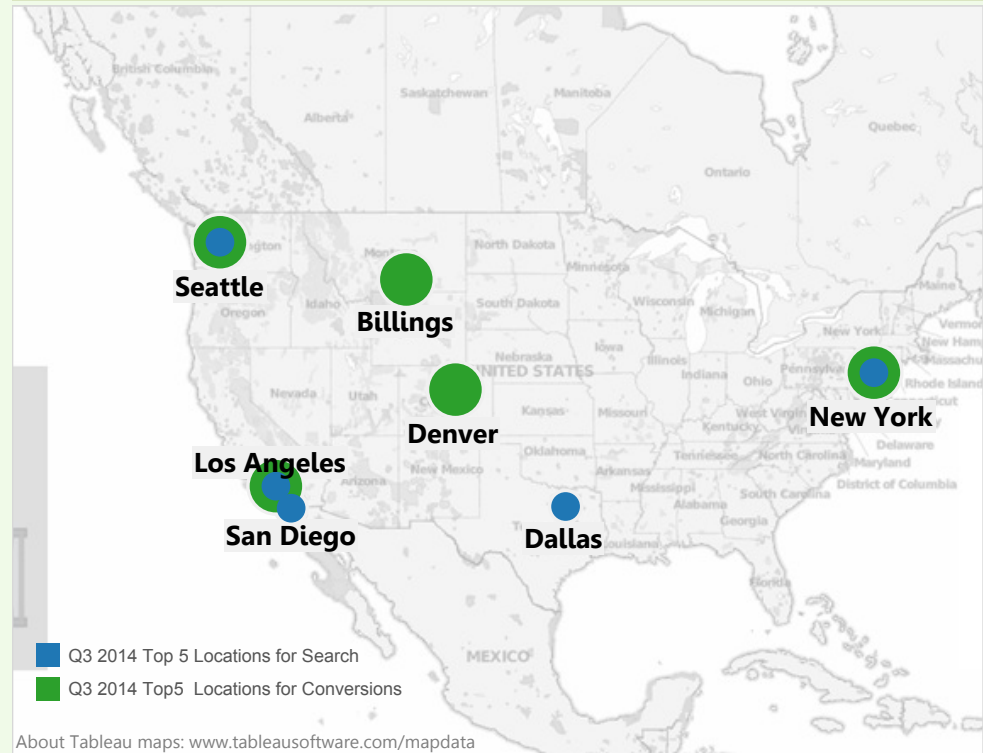 British Columbia
Alberta
Saskatchewan
Manitoba
Ontario
Quebec
Seattle
Oregon
Idaho
Billings
North Dakota
South Dakota
Minnesota
Wisconsin
Michigan
Maine
New York
Massachu
Rhode Island
Nebraska
Iowa
UNITED STATES
Illinois
Indiana
Ohio
Nevada
Utah
Denver
Kansas
Missouri
Kentucky
New York
Delaware
Maryland
District of Columbia
Los Angeles
Arizona
New Mexico
Oklahoma
Arkansas
Tennessee
North Carolina
South Carolina
Mississippi
Alabama
Georgia
San Diego
Dallas
Florida
MEXICO
Q3 2014 Top 5 Locations for Search
Q3 2014 Top5 Locations for Conversions
About Tableau maps: www.tableausoftware.com/mapdata